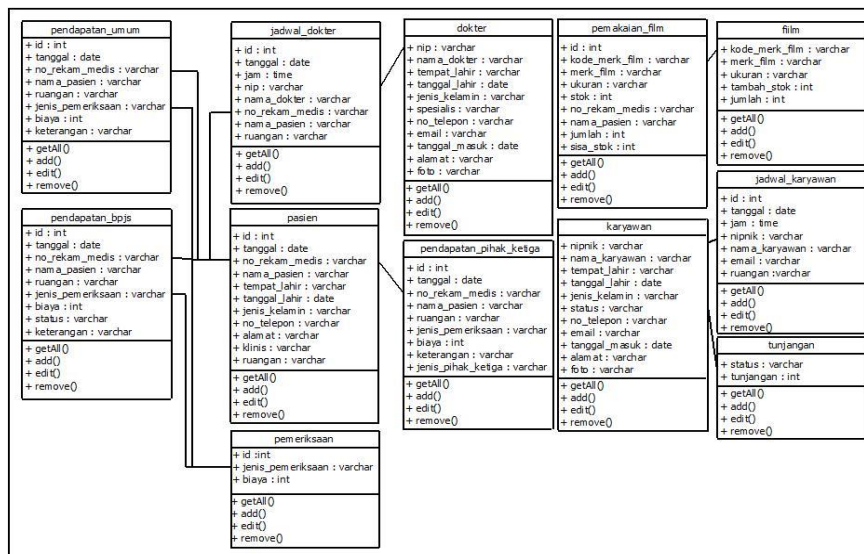 pendapatan_umum
+ id : int
+ tanggal : date
+ no_rekam_medis : varchar
+ nama_pasien : varchar
+ ruangan : varchar
+ jenis_pemeriksaan : varchar
+ biaya : int
+ keterangan : varchar
+ getAll()
+ add()
+ edit()
+ remove()
jadwal_dokter
+ id : int
+ tanggal : date
+ jam : time
+ nip : varchar
+ nama_dokter : varchar
+ no_rekam_medis : varchar
+ nama_pasien : varchar
+ ruangan : varchar
+ getAll()
+ add()
+ edit()
+ remove()
dokter
+ nip : varchar
+ nama_dokter : varchar
+ tempat_lahir : varchar
+ tanggal_lahir : date
+ jenis_kelamin : varchar
+ spesialis : varchar
+ no_telepon : varchar
+ email : varchar
+ tanggal_masuk : date
+ alamat : varchar
+ foto : varchar
+ getAll()
+ add()
+ edit()
+ remove()
pemakaian_film
+ id : int
+ kode_merk_film : varchar
+ merk_film : varchar
+ ukuran : varchar
+ stok : int
+ no_rekam_medis : varchar
+ nama_pasien : varchar
+ jumlah : int
+ sisa_stok : int
+ getAll()
+ add()
+ edit()
+ remove()
fiilm
+ kode_merk_film : varchar
+ merk_film : varchar
+ ukuran : varchar
+ tambah_stok : int
+ jumlah : int
+ getAll()
+ add()
+ edit()
+ remove()
pendapatan_bpjs
+ id : int
+ tanggal : date
+ no_rekam_medis : varchar
+ nama_pasien : varchar
+ ruangan : varchar
+ jenis_pemeriksaan : varchar
+ biaya : int
+ status : varchar
+ keterangan : varchar
+ getAll()
+ add()
+ edit()
+ remove()
pasien
+ id : int
+ tanggal : date
+ no_rekam_medis : varchar
+ nama_pasien : varchar
+ tempat_lahir : varchar
+ tanggal_lahir : date
+ jenis_kelamin : varchar
+ no_telepon : varchar
+ alamat : varchar
+ klinis : varchar
+ ruangan : varchar
+ getAll()
+ add()
+ edit()
+ remove()
pendapatan_pihak_ketiga
+ id : int
+ tanggal : date
+ no_rekam_medis : varchar
+ nama_pasien : varchar
+ ruangan : varchar
+ jenis_pemeriksaan : varchar
+ biaya : int
+ keterangan : varchar
+ jenis_pihak_ketiga : varchar
+ getAll()
+ add()
+ edit()
+ remove()
karyawan
+ nipnik : varchar
+ nama_karyawan : varchar
+ tempat_lahir : varchar
+ tanggal_lahir : date
+ jenis_kelamin : varchar
+ status : varchar
+ no_telepon : varchar
+ email : varchar
+ tanggal_masuk : date
+ alamat : varchar
+ foto : varchar
+ getAll()
+ add()
+ edit()
+ remove()
jadwal_karyawan
+ id : int
+ tanggal : date
+ jam : time
+ nipnik : varchar
+ nama_karyawan : varchar
+ email : varchar
+ ruangan :varchar
+ getAll()
+ add()
+ edit()
+ remove()
tunjangan
+ status : varchar
+ tunjangan : int
+ getAll()
+ add()
+ edit()
+ remove()
pemeriksaan
+ id :int
+ jenis_pemeriksaan : varchar
+ biaya : int
+ getAll()
+ add()
+ edit()
+ remove()